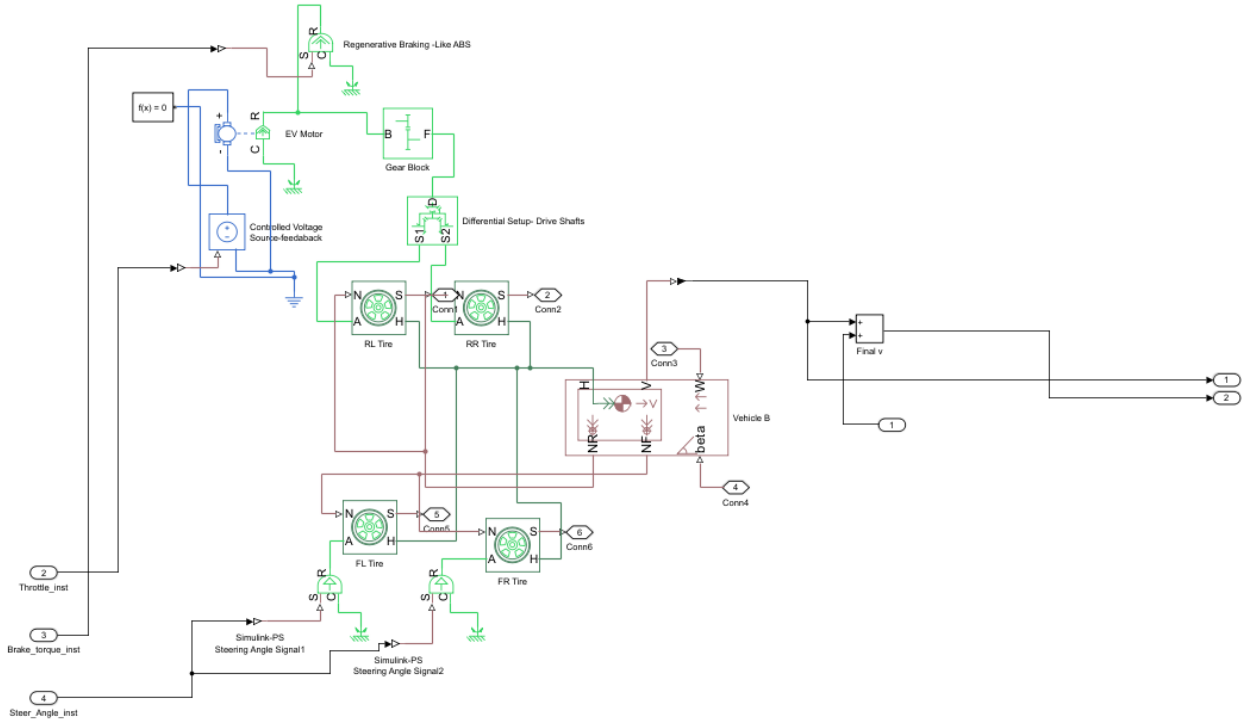 R
S
C
Regenerative Braking -Like ABS
f(x) = 0
+
-
R
C
EV Motor
B
F
Gear Block
D
S1
S2
Differential Setup- Drive Shafts
Controlled Voltage
Source-feedaback
N
S
A
H
RL Tire
1
Conn1
N
S
A
H
RR Tire
2
Conn2
3
Conn3
H
V
W
V
NR
NF
beta
Vehicle B
4
Conn4
+
+
Final v
1
2
1
N
S
A
H
FL Tire
5
Conn5
N
S
A
H
FR Tire
6
Conn6
R
S
C
R
S
C
2
Throttle_inst
3
Brake_torque_inst
Simulink-PS
Steering Angle Signal1
Simulink-PS
Steering Angle Signal2
4
Steer_Angle_inst